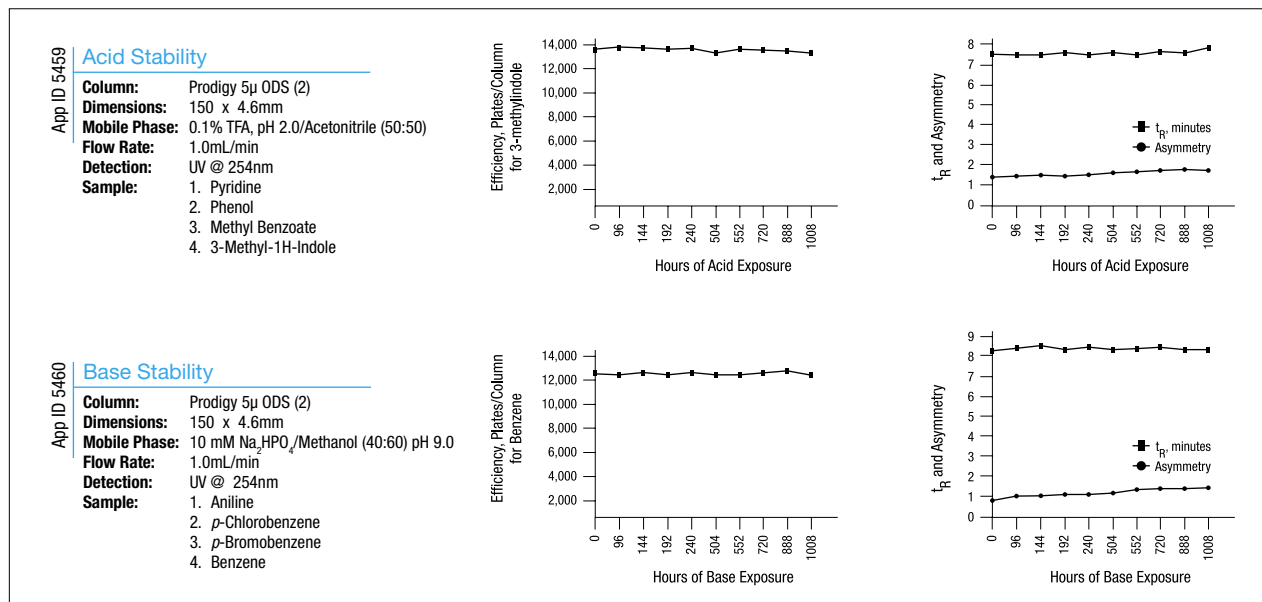 App ID 5459
Acid Stability
Column: Prodigy 5µ ODS (2)
Dimensions: 150 x 4.6mm
Mobile Phase: 0.1% TFA, pH 2.0/Acetonitrile (50:50)
Flow Rate: 1.0mL/min
Detection: UV @ 254nm
Sample: 1. Pyridine
2. Phenol
3. Methyl Benzoate
4. 3-Methyl-1H-Indole
Efficiency, Plates/Column
for 3-methylindole
14,000
12,000
10,000
8,000
6,000
4,000
2,000
0 96 144 192 240 504 552 720 888 1008
Hours of Acid Exposure
tR and Asymmetry
8
7
6
5
4
3
2
1
0
tR, minutes
Asymmetry
0 96 144 192 240 504 552 720 888 1008
Hours of Acid Exposure
App ID 5460
Base Stability
Column: Prodigy 5µ ODS (2)
Dimensions: 150 x 4.6mm
Mobile Phase: 10 mM Na2HPO4/Methanol (40:60) pH 9.0
Flow Rate: 1.0mL/min
Detection: UV @ 254nm
Sample: 1. Aniline
2. p-Chlorobenzene
3. p-Bromobenzene
4. Benzene
Efficiency, Plates/Column
for Benzene
14,000
12,000
10,000
8,000
6,000
4,000
2,000
0 96 144 192 240 504 552 720 888 1008
Hours of Base Exposure
tR and Asymmetry
9
8
7
6
5
4
3
2
1
0
tR, minutes
Asymmetry
0 96 144 192 240 504 552 720 888 1008
Hours of Base Exposure